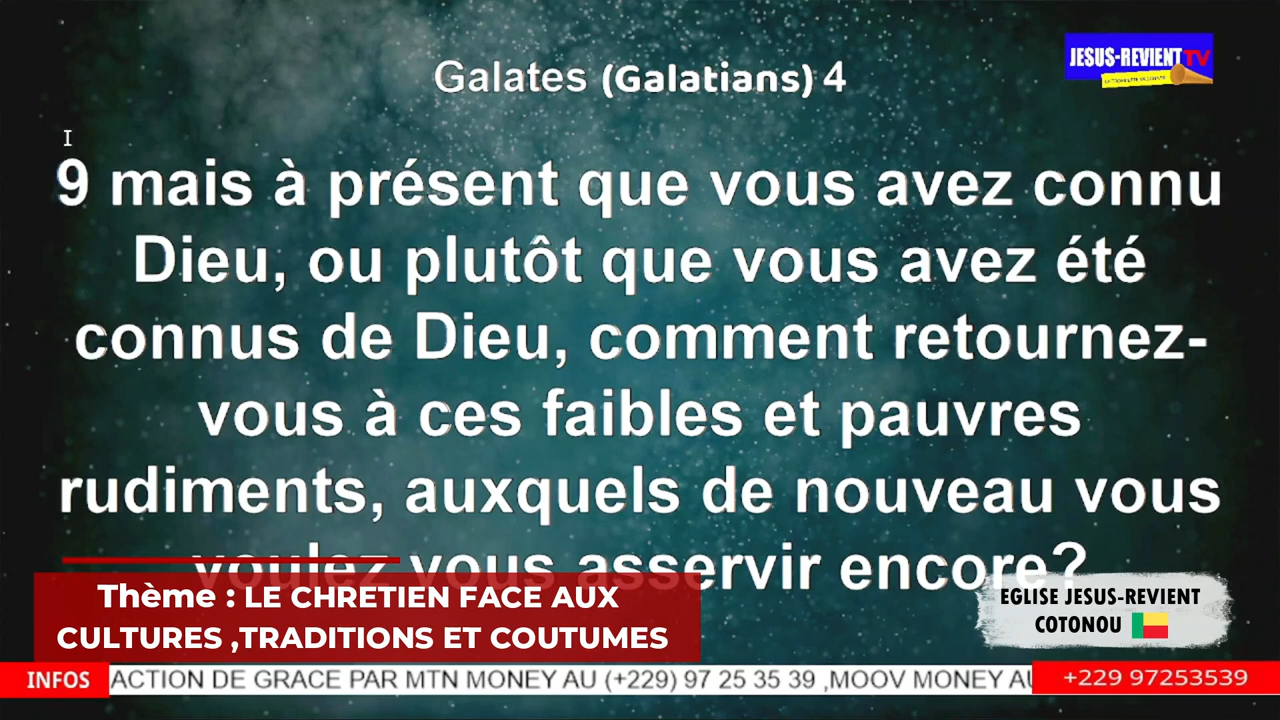 Galates (Galatians) 4
JESUS-REVIENT TV
9 mais à présent que vous avez connu
Dieu, ou plutôt que vous avez été
connus de Dieu, comment retournez-
vous à ces faibles et pauvres
rudiments, auxquels de nouveau vous
voulez vous asservir encore?
Thème : LE CHRETIEN FACE AUX
CULTURES ,TRADITIONS ET COUTUMES
EGLISE JESUS-REVIENT
COTONOU
INFOS ACTION DE GRACE PAR MTN MONEY AU (+229) 97 25 35 39 ,MOOV MONEY AU +229 97253539